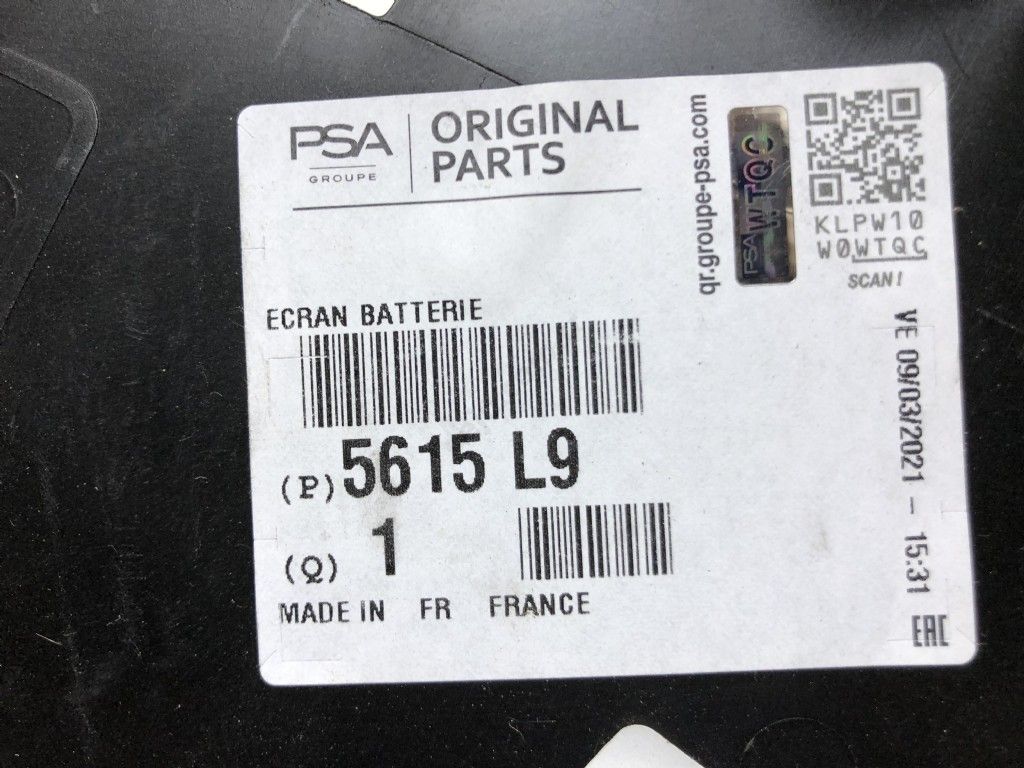 PSA
GROUPE
ORIGINAL
PARTS
qr.groupe-psa.com
PSA WTQC
KLPW10
W0WTQC
SCAN!
ECRAN BATTERIE
(P) 5615 L9
(Q) 1
MADE IN FR FRANCE
VE 09/03/2021 - 15:31
EAC